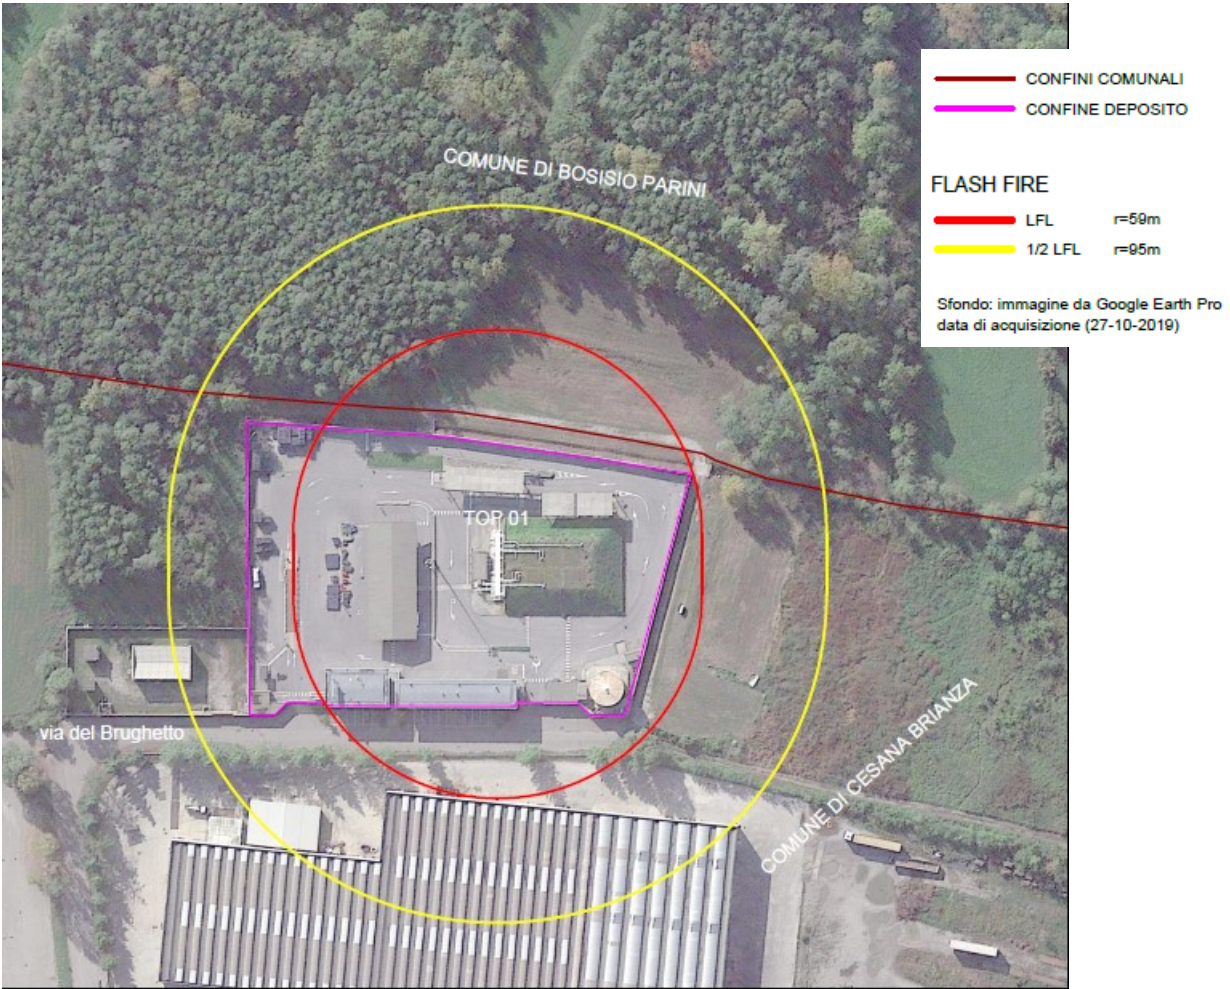 CONFINI COMUNALI
CONFINE DEPOSITO
COMUNE DI BOSISIO PARINI
FLASH FIRE
LFL r=59m
1/2 LFL r=95m
Sfondo: immagine da Google Earth Pro
data di acquisizione (27-10-2019)
TOP 01
via del Brughetto
COMUNE DI CESANA BRIANZA